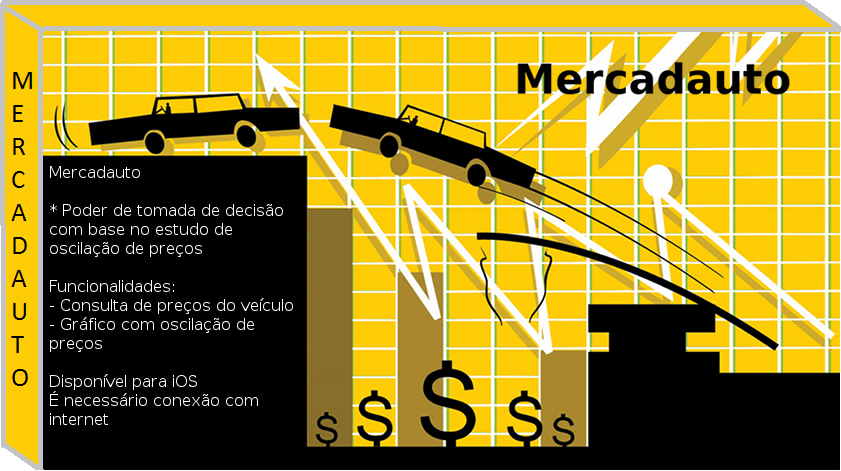 MERCADAUTO
Mercadauto
Mercadauto
* Poder de tomada de decisão
com base no estudo de
oscilação de preços
Funcionalidades:
- Consulta de preços do veículo
- Gráfico com oscilação de
preços
Disponível para iOS
É necessário conexão com
internet
$ $ $ $ $